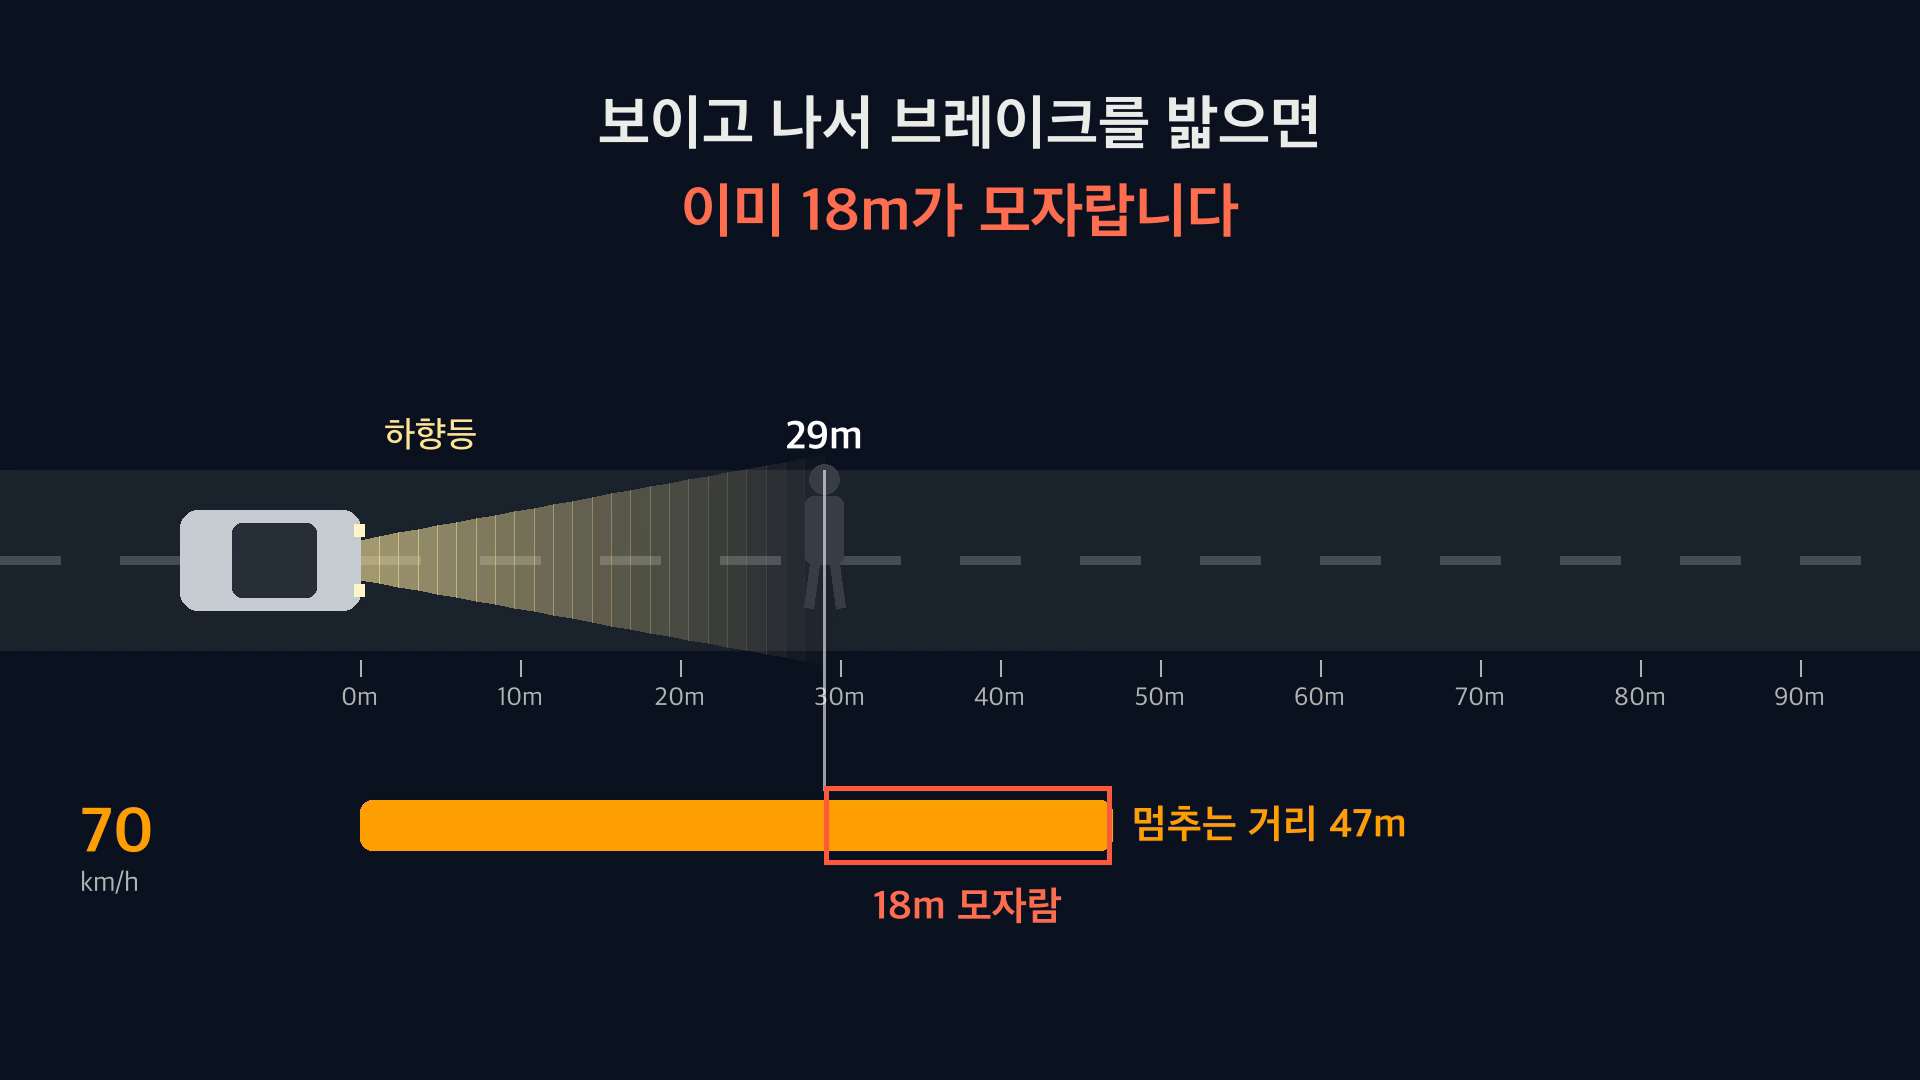 보이고 나서 브레이크를 밟으면
이미 18m가 모자랍니다
하향등
29m
0m 10m 20m 30m 40m 50m 60m 70m 80m 90m
70
km/h
멈추는 거리 47m
18m 모자람